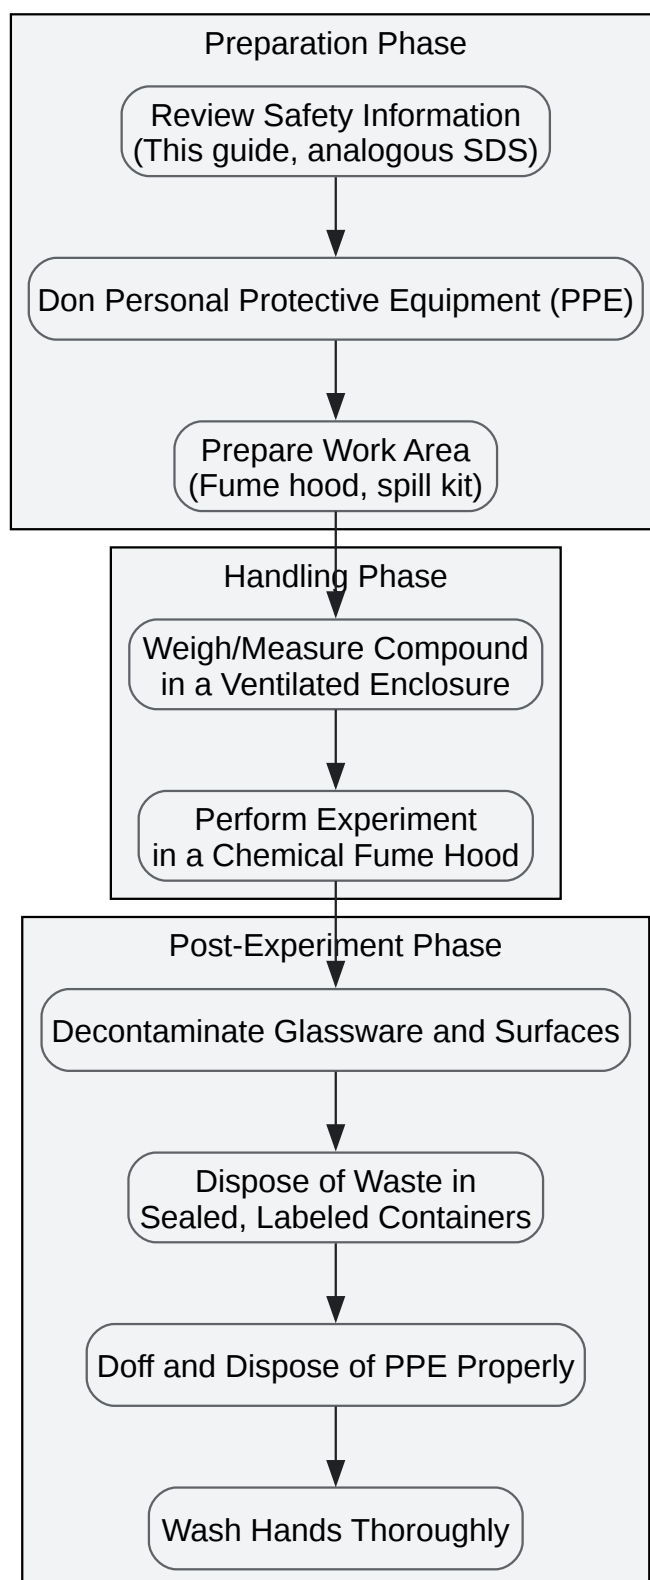 Preparation Phase
Review Safety Information
(This guide, analogous SDS)
Don Personal Protective Equipment (PPE)
Prepare Work Area
(Fume hood, spill kit)
Handling Phase
Weigh/Measure Compound
in a Ventilated Enclosure
Perform Experiment
in a Chemical Fume Hood
Post-Experiment Phase
Decontaminate Glassware and Surfaces
Dispose of Waste in
Sealed, Labeled Containers
Doff and Dispose of PPE Properly
Wash Hands Thoroughly